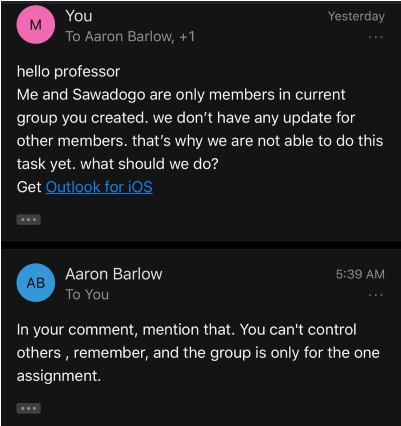 M
You
Yesterday
To Aaron Barlow, +1
hello professor
Me and Sawadogo are only members in current
group you created. we don’t have any update for
other members. that’s why we are not able to do this
task yet. what should we do?
Get Outlook for iOS
AB
Aaron Barlow
5:39 AM
To You
In your comment, mention that. You can't control
others , remember, and the group is only for the one
assignment.